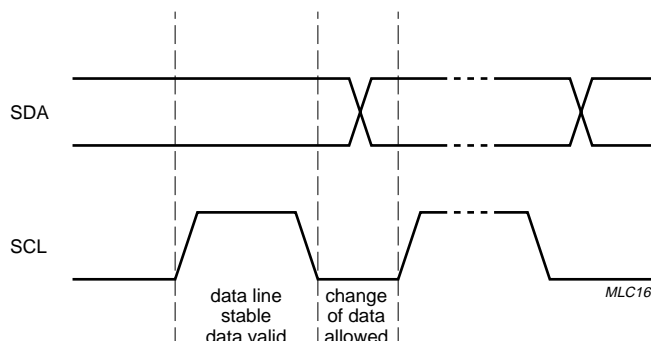 SDA
SCL
data line
stable
data valid
change
of data
allowed
MLC16